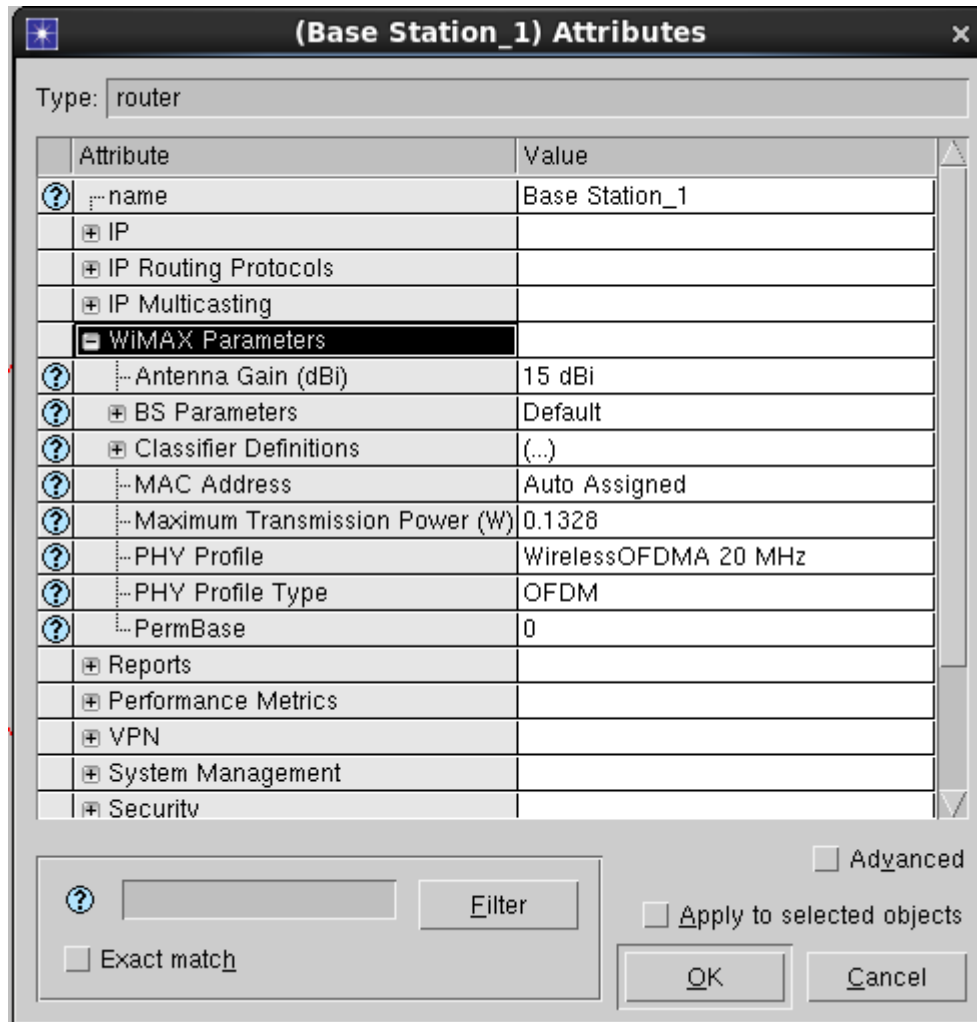 (Base Station_1) Attributes
Type: router
Attribute Value
name Base Station_1
IP
IP Routing Protocols
IP Multicasting
WiMAX Parameters
Antenna Gain (dBi) 15 dBi
BS Parameters Default
Classifier Definitions (...)
MAC Address Auto Assigned
Maximum Transmission Power (W) 0.1328
PHY Profile WirelessOFDMA 20 MHz
PHY Profile Type OFDM
PermBase 0
Reports
Performance Metrics
VPN
System Management
Security
Advanced
Filter
Apply to selected objects
Exact match
OK Cancel